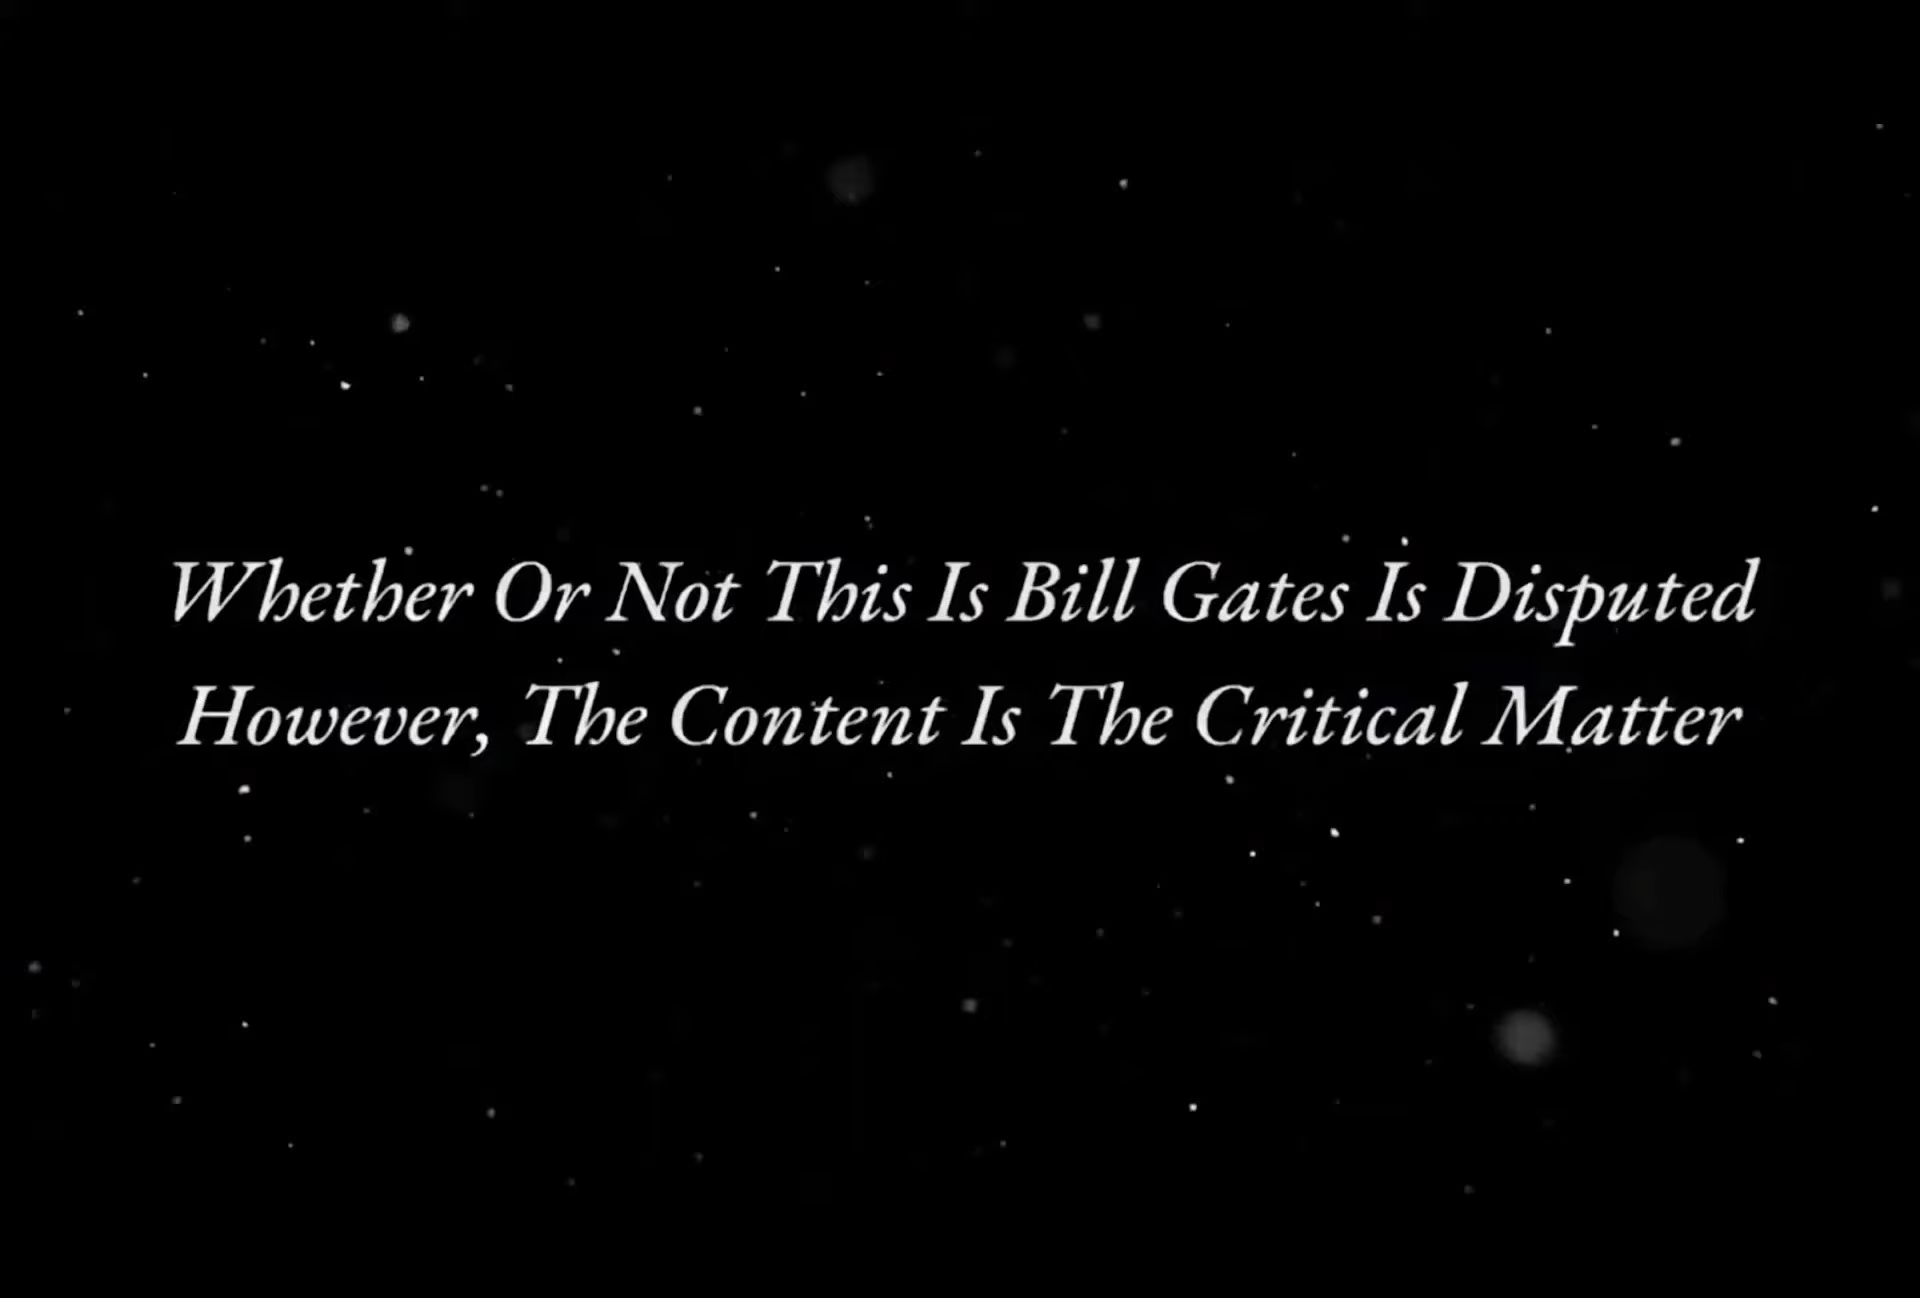 Whether Or Not This Is Bill Gates Is Disputed
However, The Content Is The Critical Matter